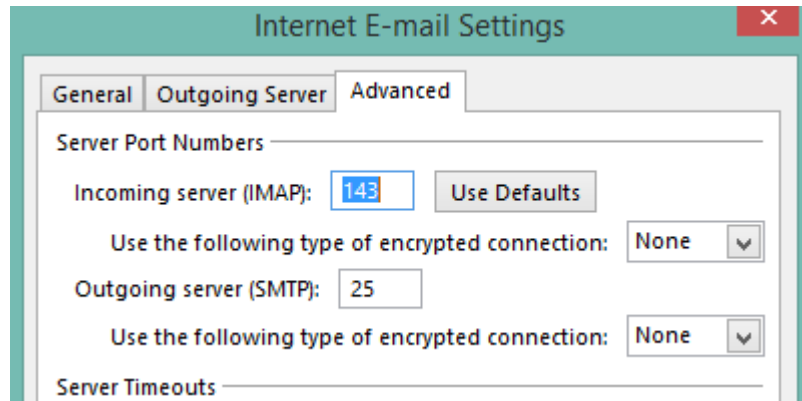 Internet E-mail Settings
General Outgoing Server Advanced
Server Port Numbers
Incoming server (IMAP): 143 Use Defaults
Use the following type of encrypted connection: None
Outgoing server (SMTP): 25
Use the following type of encrypted connection: None
Server Timeouts